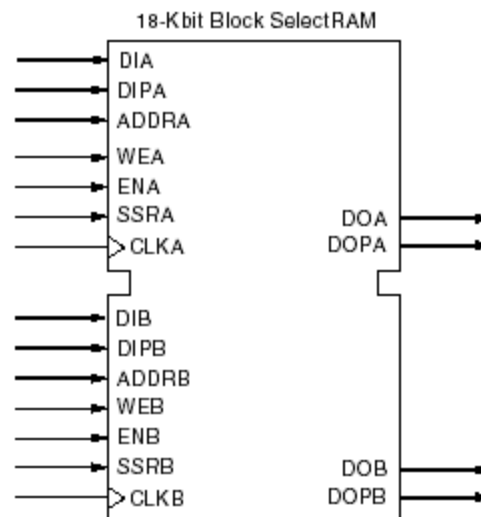 18-Kbit Block SelectRAM
DIA
DIPA
ADDRA
WEA
ENA
SSRA
CLKA
DOA
DOPA
DIB
DIPB
ADDRB
WEB
ENB
SSRB
CLKB
DOB
DOPB